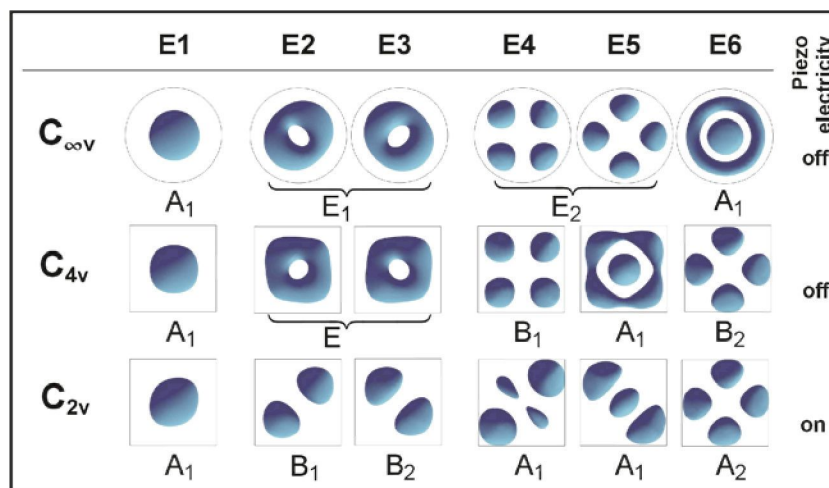 E1 E2 E3 E4 E5 E6 Piezo electricity
C∞v off
A1 E1 E2 A1
C4v off
A1 E B1 A1 B2
C2v on
A1 B1 B2 A1 A1 A2